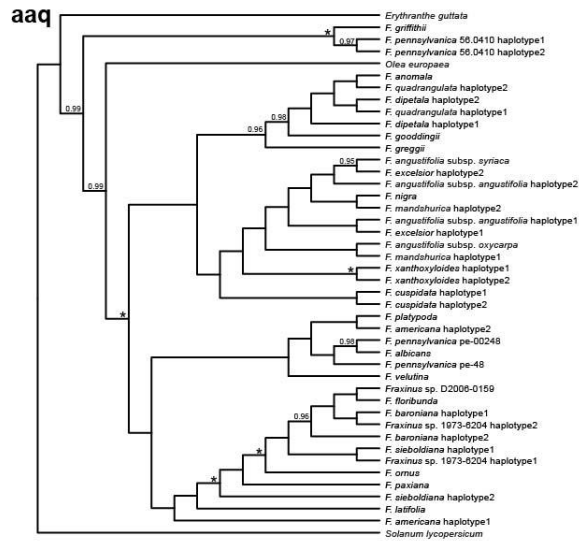 aaq
Erythranthe guttata
F. griffithii
*
0.97
F. pennsylvanica 56.0410 haplotype1
F. pennsylvanica 56.0410 haplotype2
0.99
Olea europaea
F. anomala
F. quadrangulata haplotype2
F. dipetala haplotype2
F. quadrangulata haplotype1
0.98
F. dipetala haplotype1
0.96
F. gooddingii
F. greggii
0.95
F. angustifolia subsp. syriaca
F. excelsior haplotype2
F. angustifolia subsp. angustifolia haplotype2
0.99
F. nigra
F. mandshurica haplotype2
F. angustifolia subsp. angustifolia haplotype1
F. excelsior haplotype1
F. angustifolia subsp. oxycarpa
F. mandshurica haplotype1
*
F. xanthoxyloides haplotype1
F. xanthoxyloides haplotype2
F. cuspidata haplotype1
F. cuspidata haplotype2
*
F. platypoda
F. americana haplotype2
0.98
F. pennsylvanica pe-00248
F. albicans
F. pennsylvanica pe-48
F. velutina
Fraxinus sp. D2006-0159
F. floribunda
F. baroniana haplotype1
0.96
Fraxinus sp. 1973-6204 haplotype2
F. baroniana haplotype2
F. sieboldiana haplotype1
*
Fraxinus sp. 1973-6204 haplotype1
F. ornus
*
F. paxiana
F. sieboldiana haplotype2
F. latifolia
F. americana haplotype1
Solanum lycopersicum